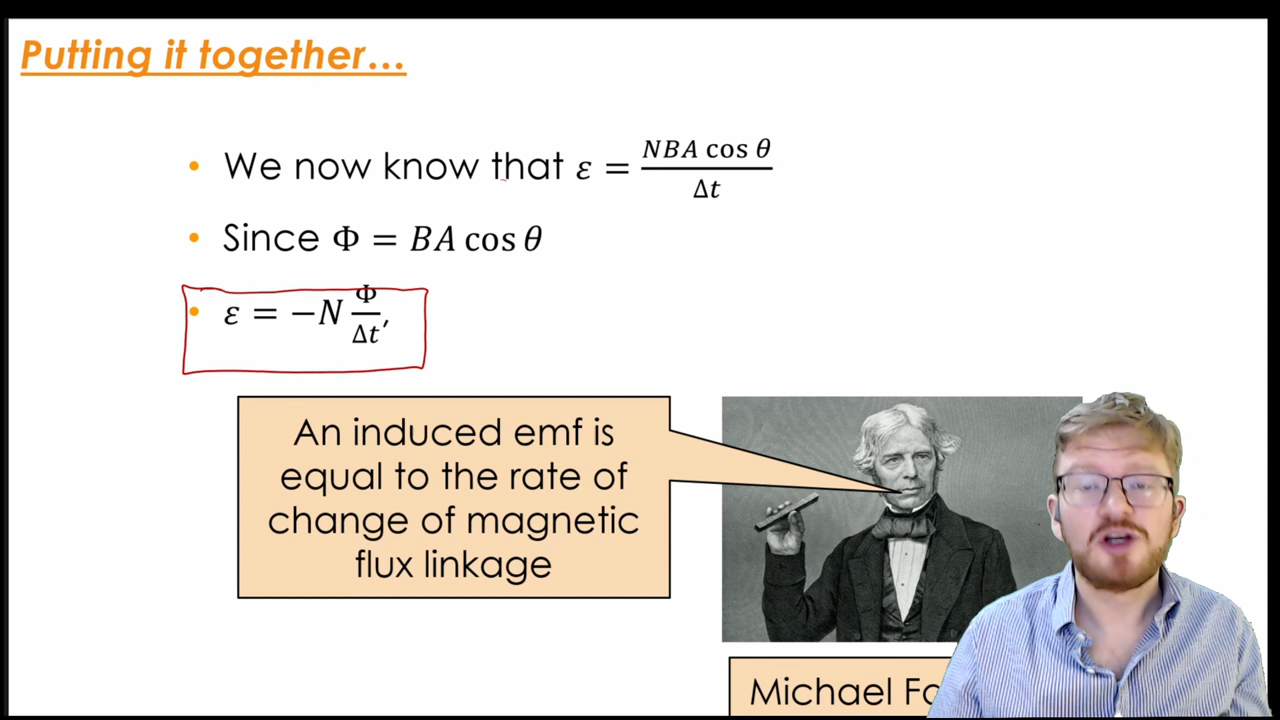 Putting it together...
• We now know that ε = NBA cos θ / Δt
• Since Φ = BA cos θ
• ε = −N Φ / Δt,
An induced emf is
equal to the rate of
change of magnetic
flux linkage
Michael